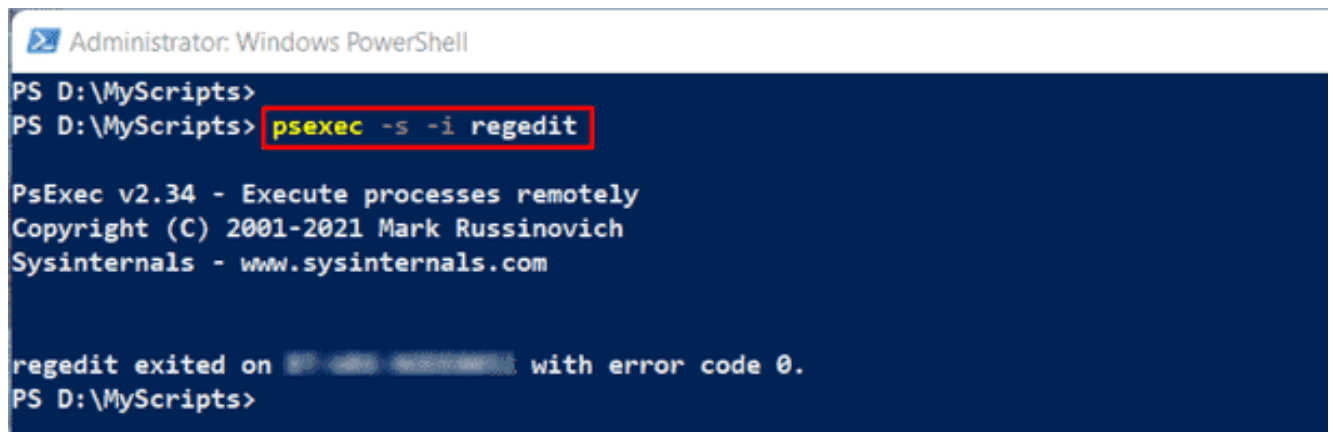 Administrator: Windows PowerShell
PS D:\MyScripts>
PS D:\MyScripts> psexec -s -i regedit
PsExec v2.34 - Execute processes remotely
Copyright (C) 2001-2021 Mark Russinovich
Sysinternals - www.sysinternals.com
regedit exited on with error code 0.
PS D:\MyScripts>